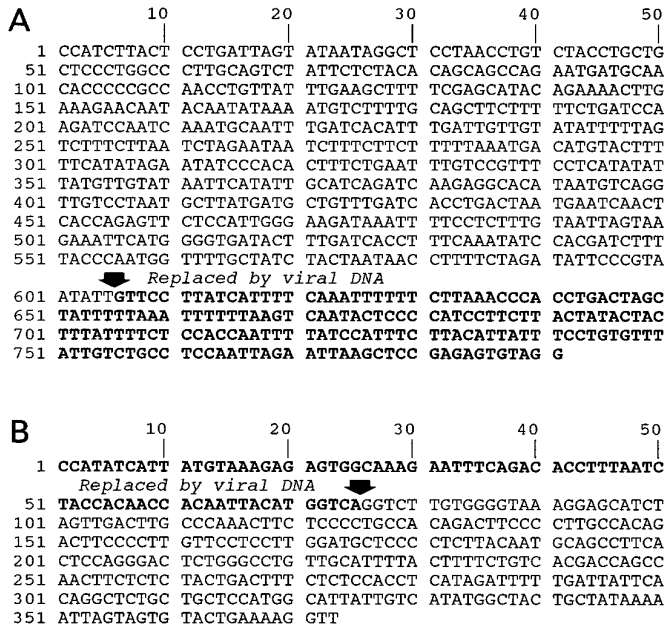 A
10 20 30 40 50
1 CCATCTTACT CCTGATTAGT ATAATAGGCT CCTAACCTGT CTACCTGCTG
51 CTCCCTGGCC CTTGCAGTCT ATTCTCTACA CAGCAGCCAG AATGATGCAA
101 CACCCCCGCC AACCTGTTAT TTGAAGCTTT TCGAGCATAC AGAAAACTTG
151 AAAGAACAAT ACAATATAAA ATGTCTTTTG CAGCTTCTTT TTCTGATCCA
201 AGATCCAATC AAATGCAATT TGATCACATT TGATTGTTGT ATATTTTTAG
251 TCTTTCTTAA TCTAGAATAA TCTTTCTTCT TTTTAAATGA CATGTACTTT
301 TTCATATAGA ATATCCCACA CTTTCTGAAT TTGTCCGTTT CCTCATATAT
351 TATGTTGTAT AATTCATATT GCATCAGATC AAGAGGCACA TAATGTCAGG
401 TTGTCCTAAT GCTTATGATG CTGTTTGATC ACCTGACTAA TGAATCAACT
451 CACCAGAGTT CTCCATTGGG AAGATAAATT TTCCTCTTTG TAATTAGTAA
501 GAAATTCATG GGGTGATACT TTGATCACCT TTCAAATATC CACGATCTTT
551 TACCCAATGG TTTTGCTATC TACTAATAAC CTTTTCTAGA TATTCCCGTA
Replaced by viral DNA
601 ATATTGTTCC TTATCATTTT CAAATTTTTT CTTAAACCCA CCTGACTAGC
651 TATTTTTAAA TTTTTTAAGT CAATACTCCC CATCCTTCTT ACTATACTAC
701 TTTATTTTCT CCACCAATTT TATCCATTTC TTACATTATT TCCTGTGTTT
751 ATTGTCTGCC TCCAATTAGA ATTAAGCTCC GAGAGTGTAG G
B
10 20 30 40 50
1 CCATATCATT ATGTAAAGAG AGTGGCAAAG AATTTCAGAC ACCTTTAATC
Replaced by viral DNA
51 TACCACAACC ACAATTACAT GGTCAGGTCT TGTGGGGTAA AGGAGCATCT
101 AGTTGACTTG CCCAAACTTC TCCCCTGCCA CAGACTTCCC CTTGCCACAG
151 ACTTCCCCTT GTTCCTCCTT GGATGCTCCC CTCTTACAAT GCAGCCTTCA
201 CTCCAGGGAC TCTGGGCCTG TTGCATTTTA CTTTTCTGTC ACGACCAGCC
251 AACTTCTCTC TACTGACTTT CTCTCCACCT CATAGATTTT TGATTATTCA
301 CAGGCTCTGC TGCTCCATGG CATTATTGTC ATATGGCTAC TGCTATAAAA
351 ATTAGTAGTG TACTGAAAAG GTT